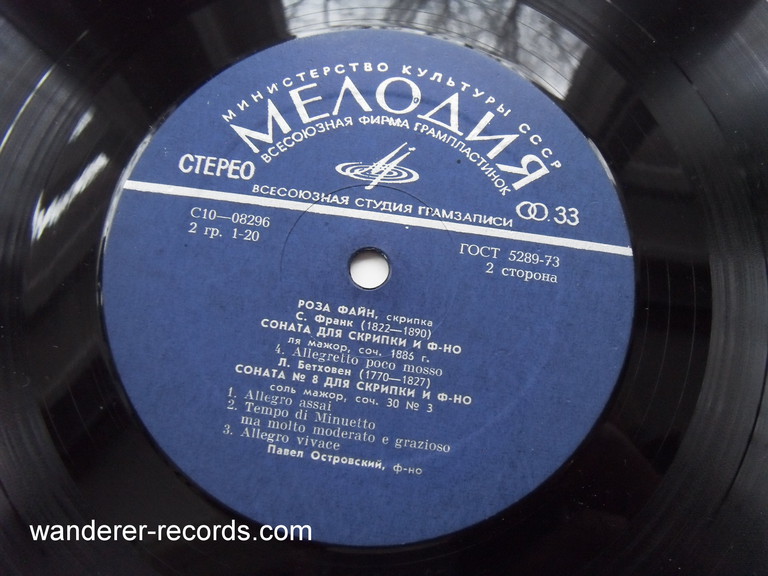 МИНИСТЕРСТВО КУЛЬТУРЫ СССР
МЕЛОДИЯ
ВСЕСОЮЗНАЯ ФИРМА ГРАМПЛАСТИНОК
СТЕРЕО
ВСЕСОЮЗНАЯ СТУДИЯ ГРАМЗАПИСИ
33
С10—08296
2 гр. 1-20
ГОСТ 5289-73
2 сторона
РОЗА ФАЙН, скрипка
С. Франк (1822—1890)
СОНАТА ДЛЯ СКРИПКИ И Ф-НО
ля мажор, соч. 1886 г.
4. Allegretto poco mosso
Л. Бетховен (1770—1827)
СОНАТА № 8 ДЛЯ СКРИПКИ И Ф-НО
соль мажор, соч. 30 № 3
1. Allegro assai
2. Tempo di Minuetto
ma molto moderato e grazioso
3. Allegro vivace
Павел Островский, ф-но
wanderer-records.com